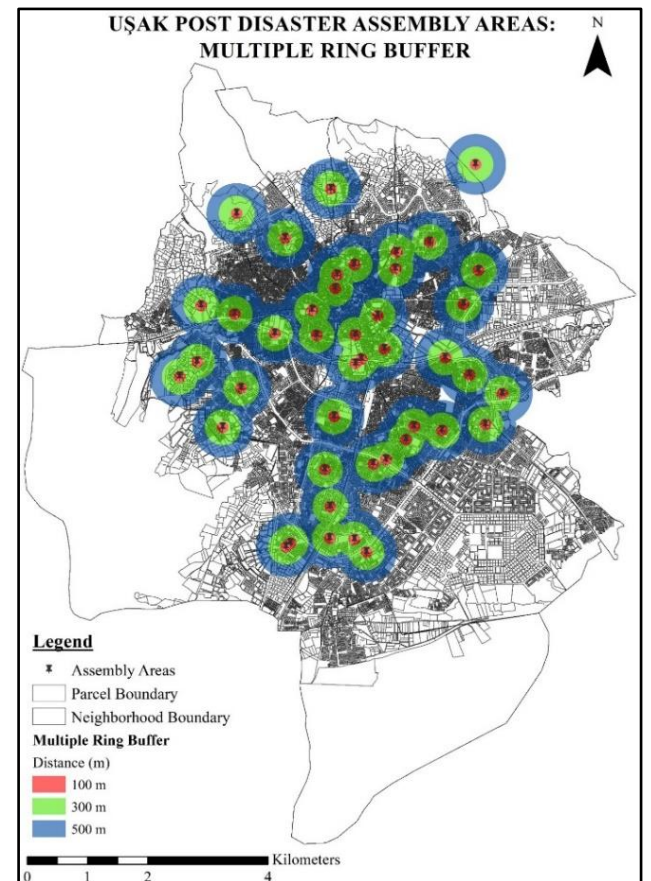 UŞAK POST DISASTER ASSEMBLY AREAS:
MULTIPLE RING BUFFER
N
Legend
Assembly Areas
Parcel Boundary
Neighborhood Boundary
Multiple Ring Buffer
Distance (m)
100 m
300 m
500 m
Kilometers
0 1 2 4